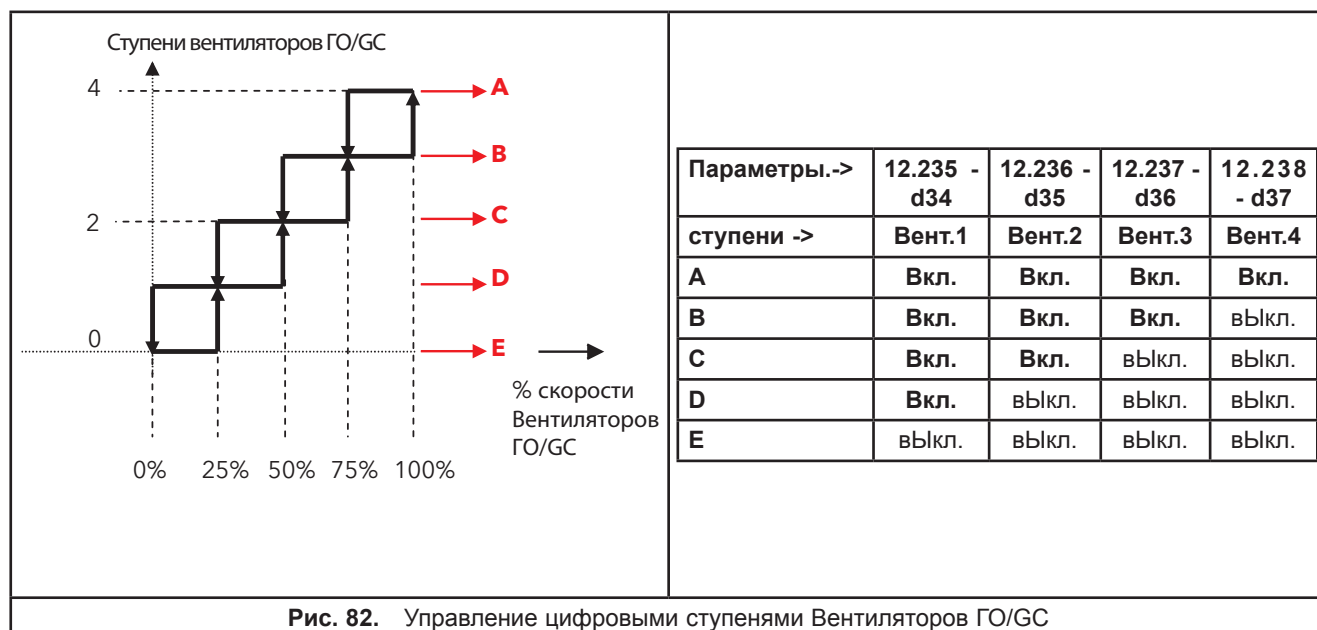 Ступени вентиляторов ГО/GC
4
2
0
A
B
C
D
E
% скорости
Вентиляторов
ГО/GC
0% 25% 50% 75% 100%
Параметры.-> 12.235 - d34 12.236 - d35 12.237 - d36 12.238 - d37
ступени -> Вент.1 Вент.2 Вент.3 Вент.4
A Вкл. Вкл. Вкл. Вкл.
B Вкл. Вкл. Вкл. вЫкл.
C Вкл. Вкл. вЫкл. вЫкл.
D Вкл. вЫкл. вЫкл. вЫкл.
E вЫкл. вЫкл. вЫкл. вЫкл.
Рис. 82. Управление цифровыми ступенями Вентиляторов ГО/GC